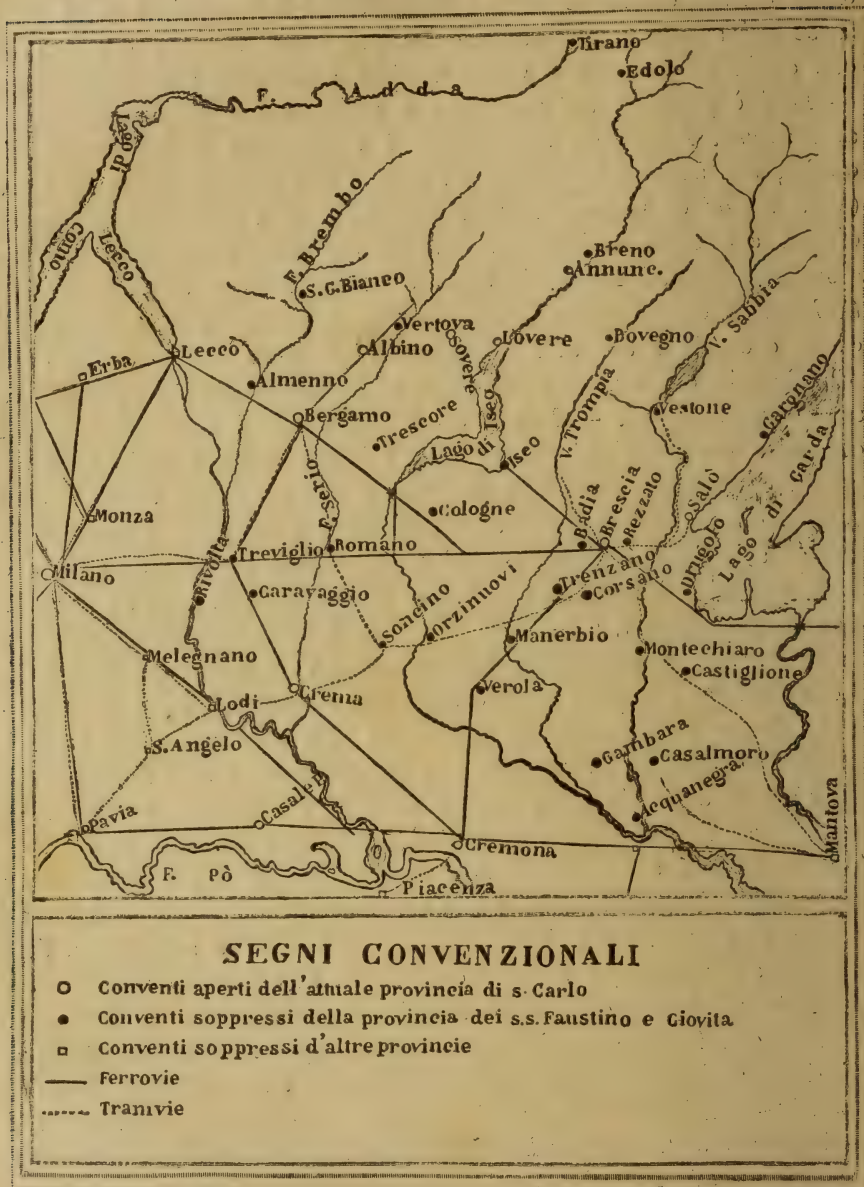 Tirano
Edolo
F. Adda
Lago di
Como
Lecco
F. Brembo
Breno
Annunc.
S. G. Bianco
V. Sabbia
Vertova
Sovere
Lovere
Bovegno
Lecco
Albino
Erba
Almenno
Gargnano
Vestone
Bergamo
Trescore
V. Trompia
Lago di Iseo
Iseo
Lago di Garda
Salò
F. Serio
Cologne
Badia
Brescia
Rezzato
Monza
Rivolta
Treviglio
Romano
Drugolo
Milano
Trenzano
Corsano
Caravaggio
Soncino
Orzinuovi
Manerbio
Montechiaro
Melegnano
Castiglione
Crema
Verola
Lodi
S. Angelo
Gambara
Casalmoro
Acquanegra
Pavia
Casale
Mantova
Cremona
F. Pò
Piacenza
SEGNI CONVENZIONALI
Conventi aperti dell'attuale provincia di s. Carlo
Conventi soppressi della provincia dei s.s. Faustino e Giovita
Conventi soppressi d'altre provincie
Ferrovie
Tramvie